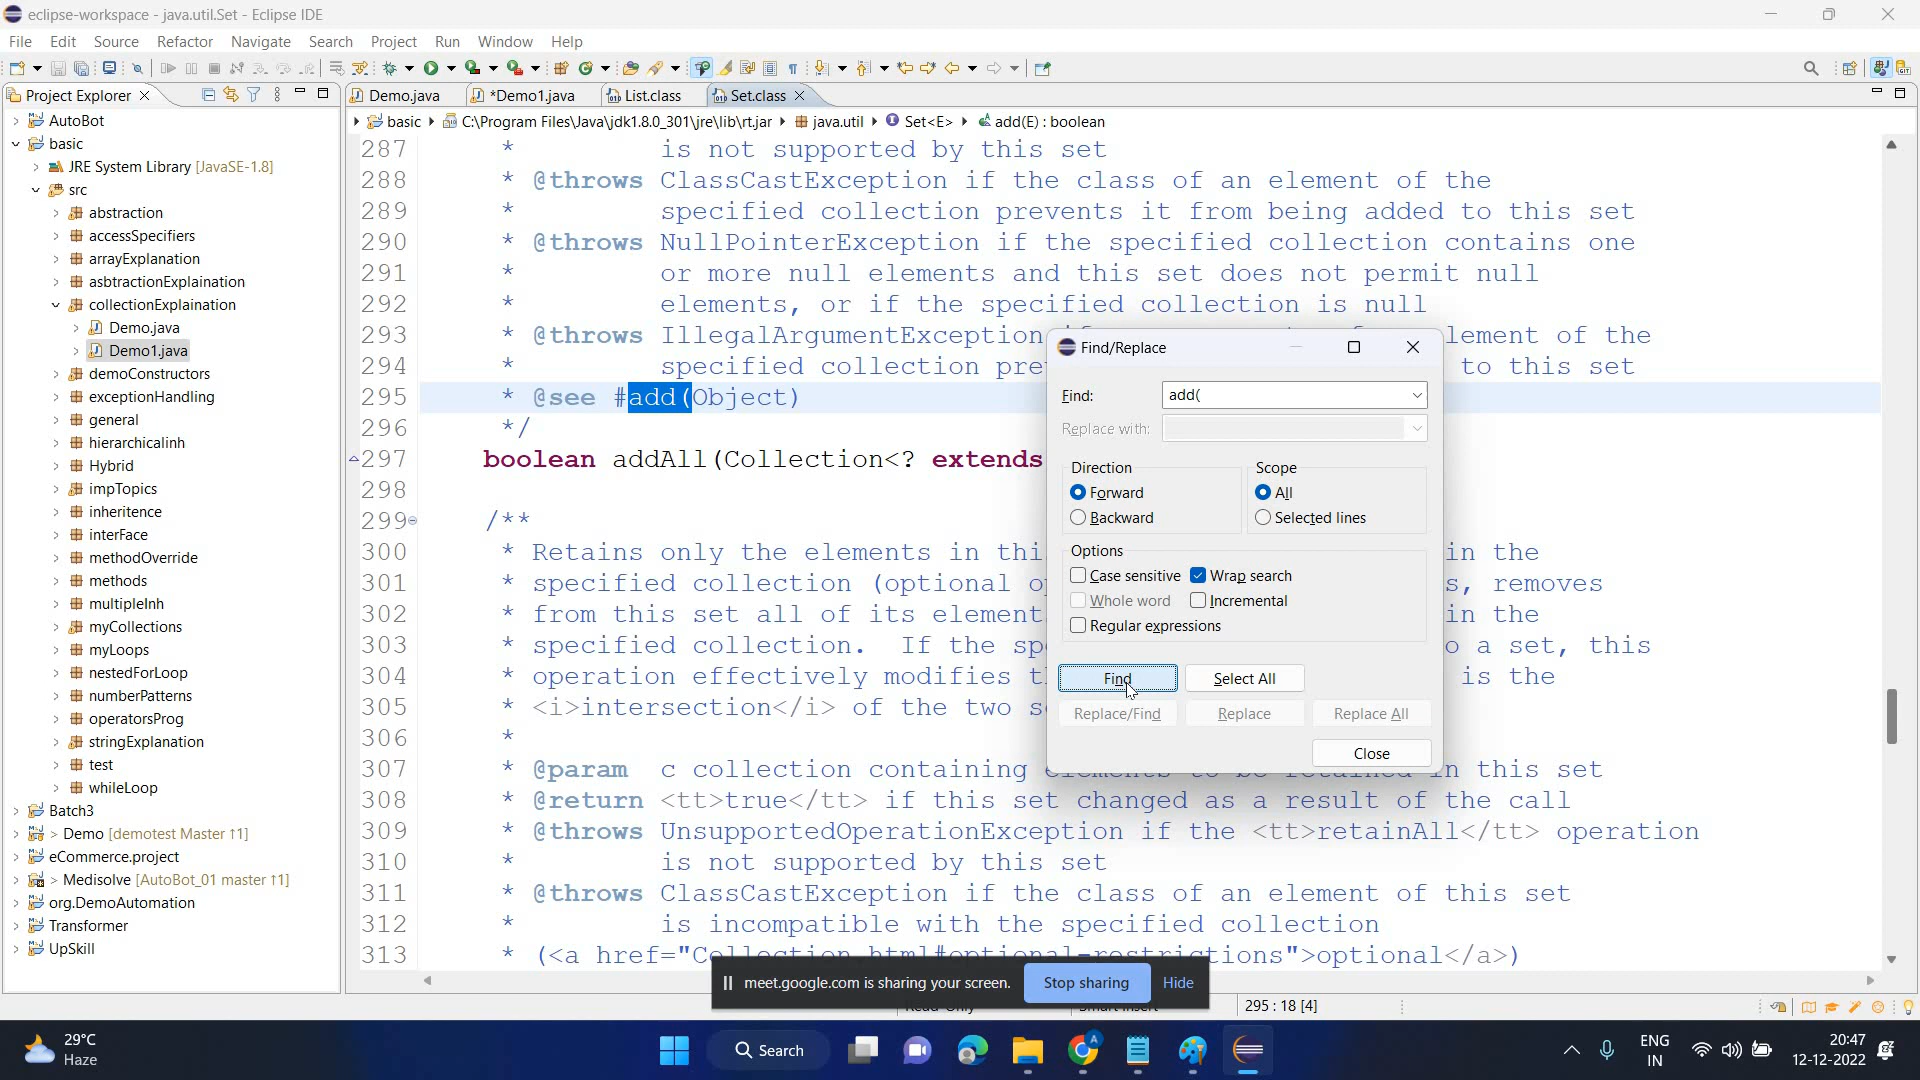 eclipse-workspace - java.util.Set - Eclipse IDE
File Edit Source Refactor Navigate Search Project Run Window Help
Project Explorer
Demo.java *Demo1.java List.class Set.class
basic C:\Program Files\Java\jdk1.8.0_301\jre\lib\rt.jar java.util Set<E> add(E) : boolean
AutoBot
basic
JRE System Library [JavaSE-1.8]
src
abstraction
accessSpecifiers
arrayExplanation
asbtractionExplaination
collectionExplaination
Demo.java
Demo1.java
demoConstructors
exceptionHandling
general
hierarchicalinh
Hybrid
impTopics
inheritence
interFace
methodOverride
methods
multipleInh
myCollections
myLoops
nestedForLoop
numberPatterns
operatorsProg
stringExplanation
test
whileLoop
Batch3
> Demo [demotest Master ↑1]
eCommerce.project
> Medisolve [AutoBot_01 master ↑1]
org.DemoAutomation
Transformer
UpSkill
287 * is not supported by this set
288 * @throws ClassCastException if the class of an element of the
289 * specified collection prevents it from being added to this set
290 * @throws NullPointerException if the specified collection contains one
291 * or more null elements and this set does not permit null
292 * elements, or if the specified collection is null
293 * @throws IllegalArgumentException lement of the
294 * specified collection pre to this set
295 * @see #add(Object)
296 */
297 boolean addAll(Collection<? extends
298
299 /**
300 * Retains only the elements in thi in the
301 * specified collection (optional o s, removes
302 * from this set all of its element in the
303 * specified collection. If the sp o a set, this
304 * operation effectively modifies t is the
305 * <i>intersection</i> of the two s
306 *
307 * @param c collection containing elements to be retained in this set
308 * @return <tt>true</tt> if this set changed as a result of the call
309 * @throws UnsupportedOperationException if the <tt>retainAll</tt> operation
310 * is not supported by this set
311 * @throws ClassCastException if the class of an element of this set
312 * is incompatible with the specified collection
313 * (<a href="Collection.html#optional-restrictions">optional</a>)
Find/Replace
Find: add(
Replace with:
Direction Scope
Forward All
Backward Selected lines
Options
Case sensitive Wrap search
Whole word Incremental
Regular expressions
Find Select All
Replace/Find Replace Replace All
Close
meet.google.com is sharing your screen. Stop sharing Hide
295 : 18 [4]
29°C
Haze
Search
ENG
IN
20:47
12-12-2022